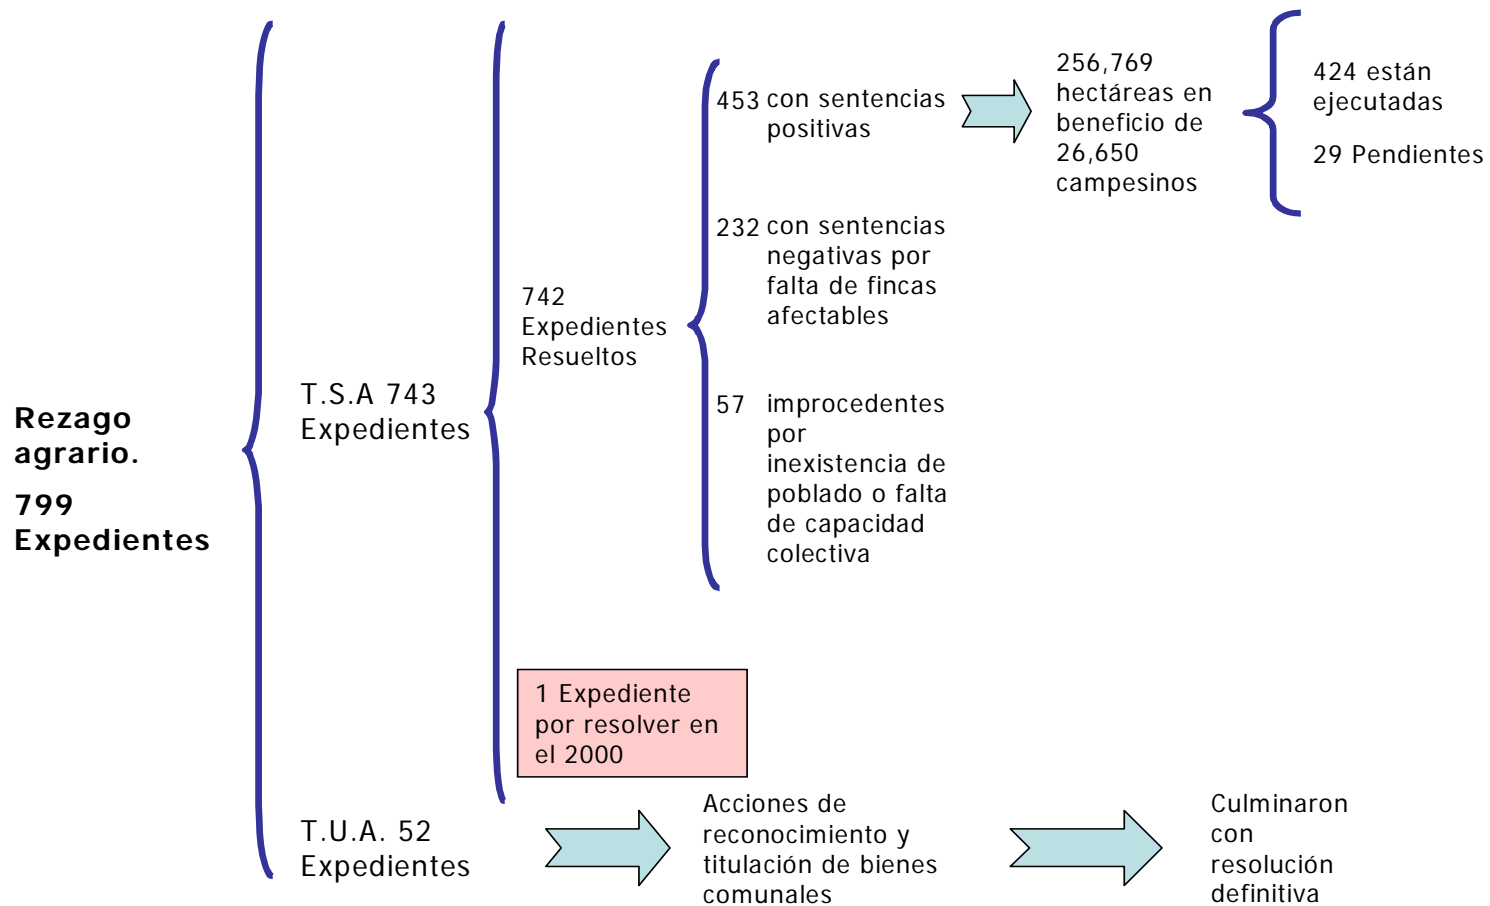 Rezago
agrario.
799
Expedientes
T.S.A 743
Expedientes
742
Expedientes
Resueltos
453 con sentencias
positivas
256,769
hectáreas en
beneficio de
26,650
campesinos
424 están
ejecutadas
29 Pendientes
232 con sentencias
negativas por
falta de fincas
afectables
57 improcedentes
por
inexistencia de
poblado o falta
de capacidad
colectiva
1 Expediente
por resolver en
el 2000
T.U.A. 52
Expedientes
Acciones de
reconocimiento y
titulación de bienes
comunales
Culminaron
con
resolución
definitiva